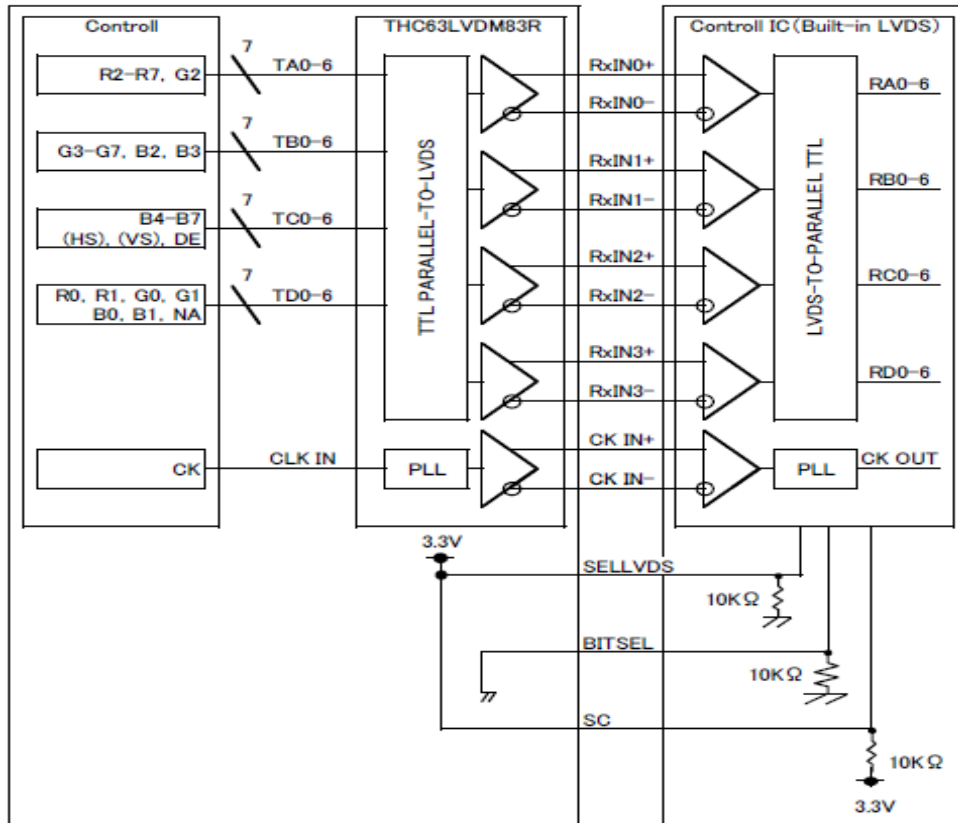 Controll
THC63LVDM83R
Controll IC(Built-in LVDS)
R2-R7, G2
7
TA0-6
RxIN0+
RxIN0-
RA0-6
G3-G7, B2, B3
7
TB0-6
RxIN1+
RxIN1-
RB0-6
B4-B7
(HS), (VS), DE
7
TC0-6
RxIN2+
RxIN2-
RC0-6
R0, R1, G0, G1
B0, B1, NA
7
TD0-6
RxIN3+
RxIN3-
RD0-6
TTL PARALLEL-TO-LVDS
LVDS-TO-PARALLEL TTL
CK
CLK IN
PLL
CK IN+
CK IN-
PLL
CK OUT
3.3V
SELLVDS
10KΩ
BITSEL
10KΩ
SC
10KΩ
3.3V